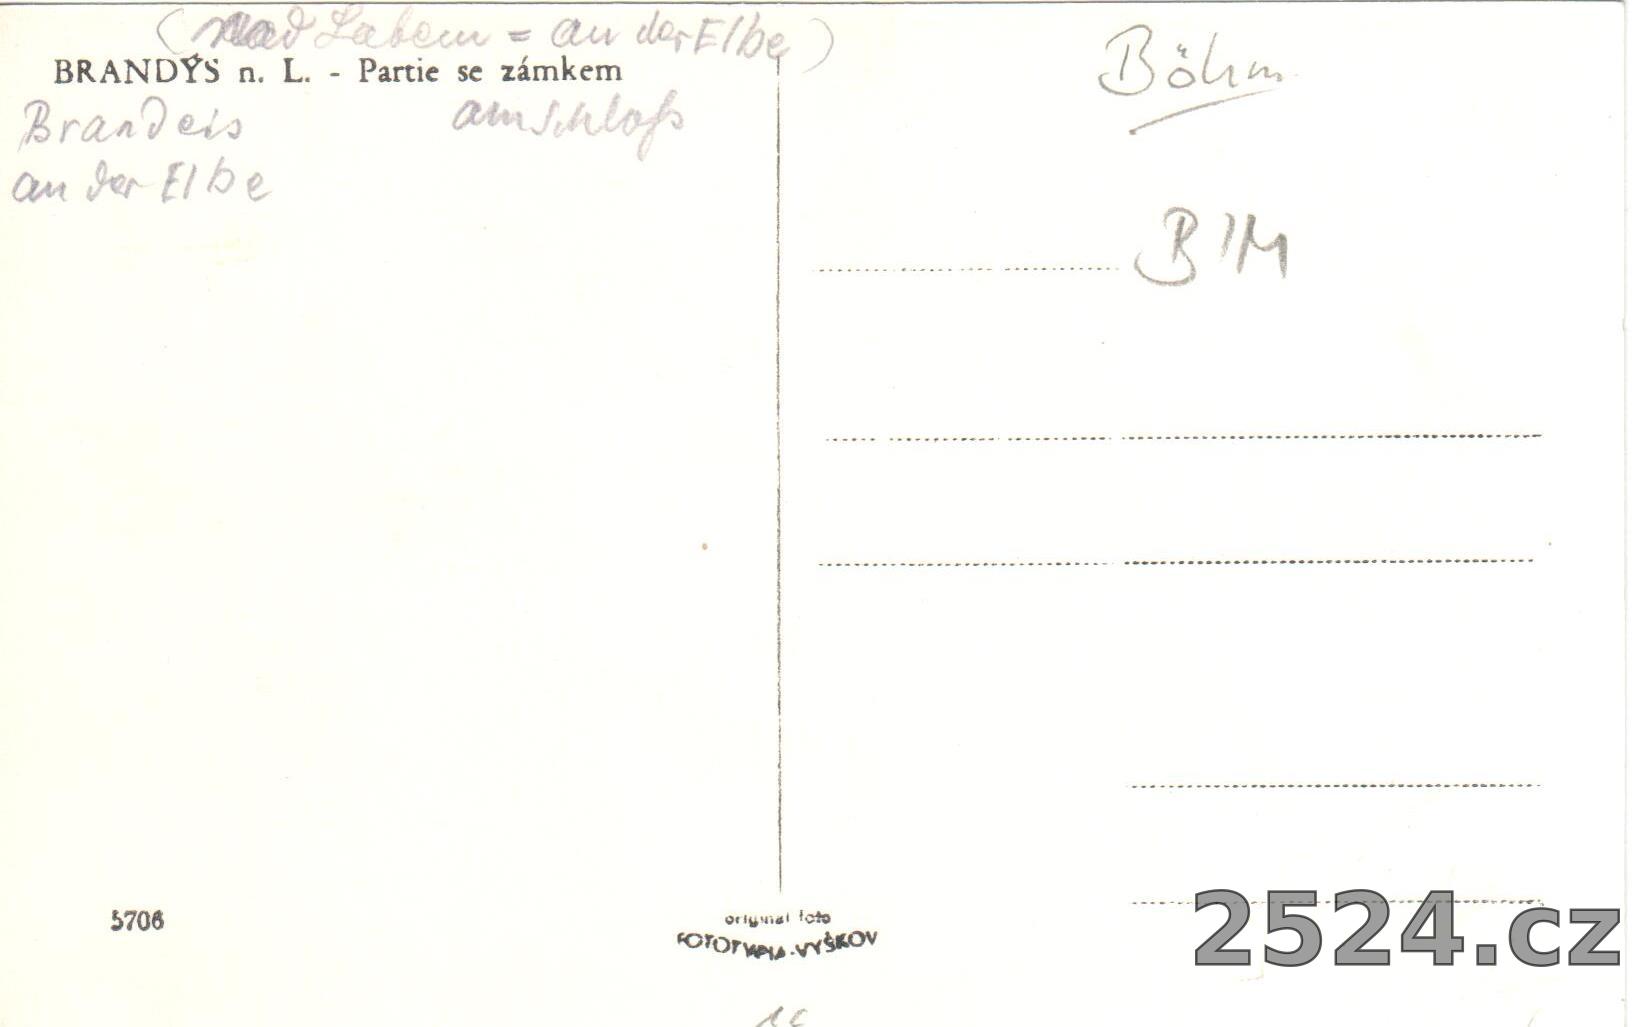 (nad Labem = an der Elbe)
BRANDÝS n. L. - Partie se zámkem
Brandeis am Schloß
an der Elbe
Böhm
B/M
5706
original foto
FOTOTYPIA-VYŠKOV
2524.cz